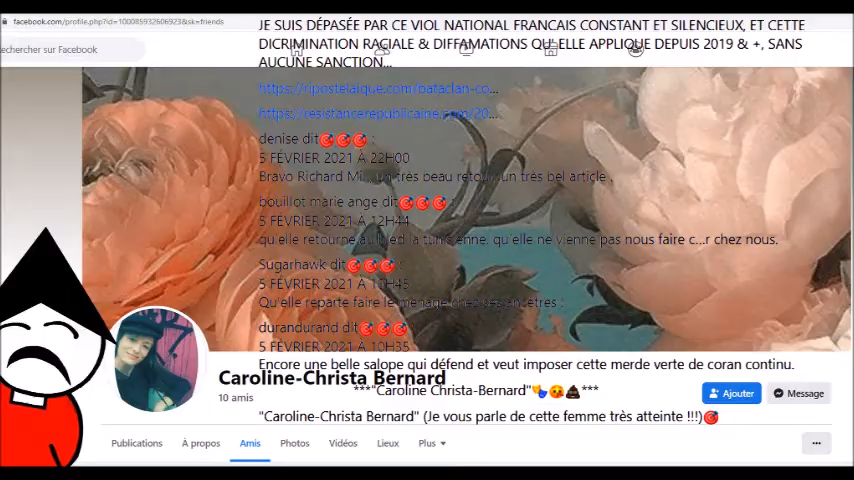 facebook.com/profile.php?id=100085932606923&sk=friends
JE SUIS DÉPASÉE PAR CE VIOL NATIONAL FRANCAIS CONSTANT ET SILENCIEUX, ET CETTE
echercher sur Facebook
DICRIMINATION RACIALE & DIFFAMATIONS QU'ELLE APPLIQUE DEPUIS 2019 & +, SANS
AUCUNE SANCTION...
https://ripostelaique.com/bataclan-co...
https://resistancerepublicaine.com/20...
denise dit🎯🎯🎯 :
5 FÉVRIER 2021 À 22H00
Bravo Richard Mi... un très beau retour, un très bel article .
bouillot marie ange dit🎯🎯🎯 :
5 FÉVRIER 2021 À 12H44
qu'elle retourne au bled la tunisienne, qu'elle ne vienne pas nous faire c...r chez nous.
Sugarhawk dit🎯🎯🎯 :
5 FÉVRIER 2021 À 10H45
Qu'elle reparte faire le ménage chez ses ancêtres !
durandurand dit🎯🎯🎯
5 FÉVRIER 2021 À 10H35
Encore une belle salope qui défend et veut imposer cette merde verte de coran continu.
Caroline-Christa Bernard
***"Caroline Christa-Bernard"***
10 amis
Ajouter
Message
"Caroline-Christa Bernard" (Je vous parle de cette femme très atteinte !!!)🎯
Publications
À propos
Amis
Photos
Vidéos
Lieux
Plus